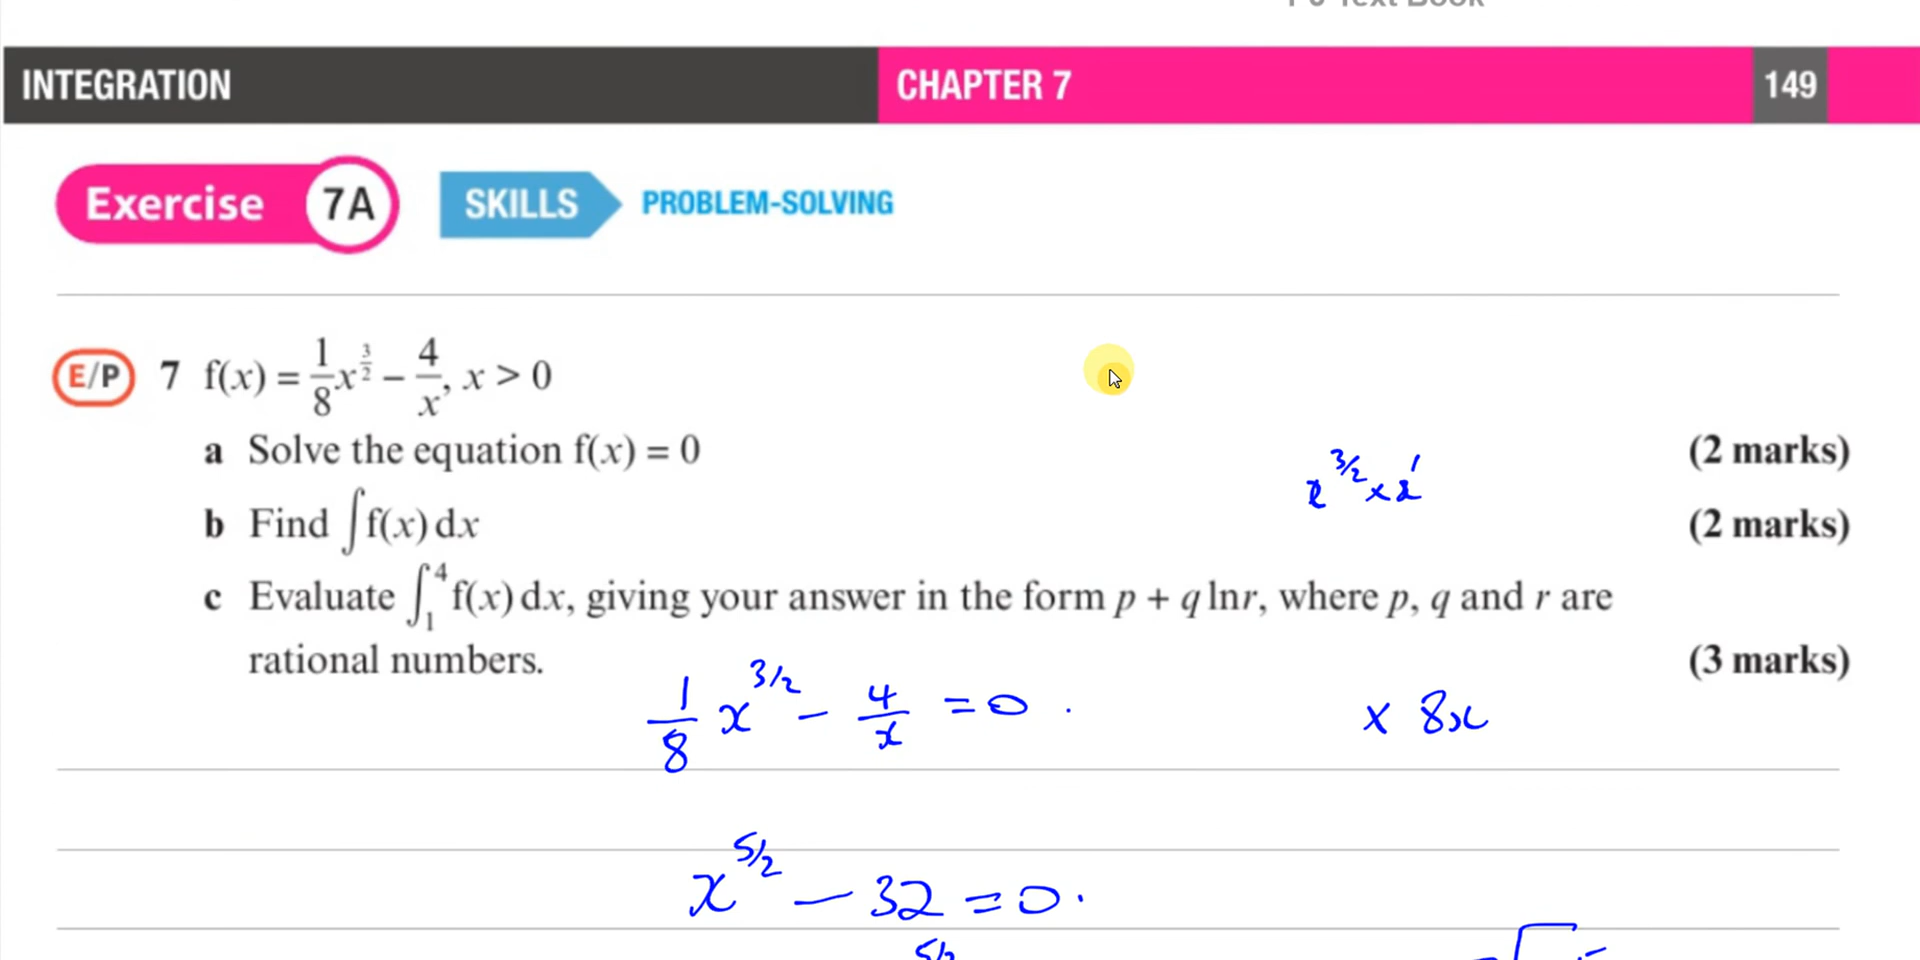 INTEGRATION CHAPTER 7 149
Exercise 7A SKILLS PROBLEM-SOLVING
E/P 7 f(x) = 1/8 x^(3/2) − 4/x, x > 0
a Solve the equation f(x) = 0 (2 marks)
x^(3/2) × x^1
b Find ∫f(x) dx (2 marks)
c Evaluate ∫₁⁴ f(x) dx, giving your answer in the form p + q lnr, where p, q and r are
rational numbers. (3 marks)
1/8 x^(3/2) − 4/x = 0 . × 8x
x^(5/2) − 32 = 0.